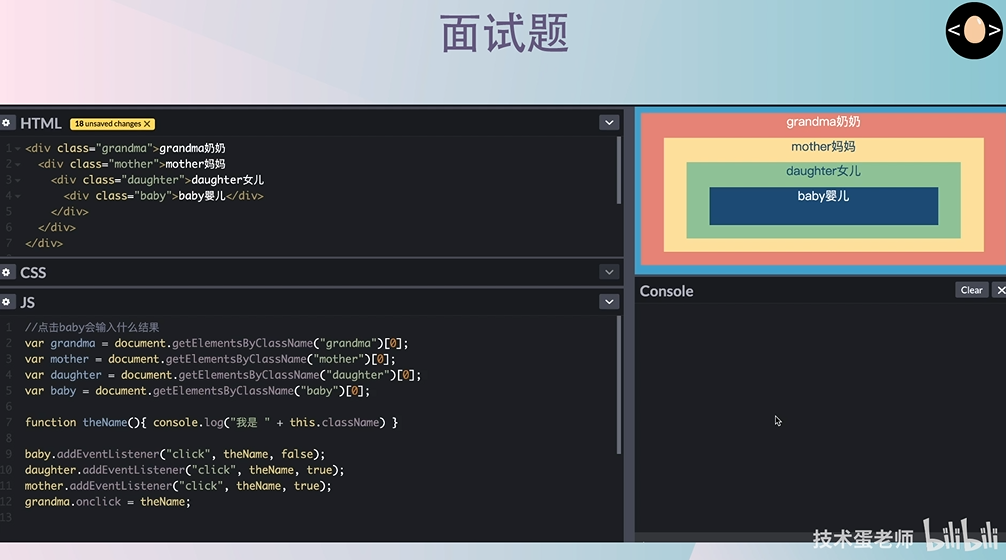 面试题
< >
HTML 18 unsaved changes ×
1 <div class="grandma">grandma奶奶
2 <div class="mother">mother妈妈
3 <div class="daughter">daughter女儿
4 <div class="baby">baby婴儿</div>
5 </div>
6 </div>
7 </div>
CSS
JS
1 //点击baby会输入什么结果
2 var grandma = document.getElementsByClassName("grandma")[0];
3 var mother = document.getElementsByClassName("mother")[0];
4 var daughter = document.getElementsByClassName("daughter")[0];
5 var baby = document.getElementsByClassName("baby")[0];
6
7 function theName(){ console.log("我是 " + this.className) }
8
9 baby.addEventListener("click", theName, false);
10 daughter.addEventListener("click", theName, true);
11 mother.addEventListener("click", theName, true);
12 grandma.onclick = theName;
13
grandma奶奶
mother妈妈
daughter女儿
baby婴儿
Console Clear ×
技术蛋老师 bilibili